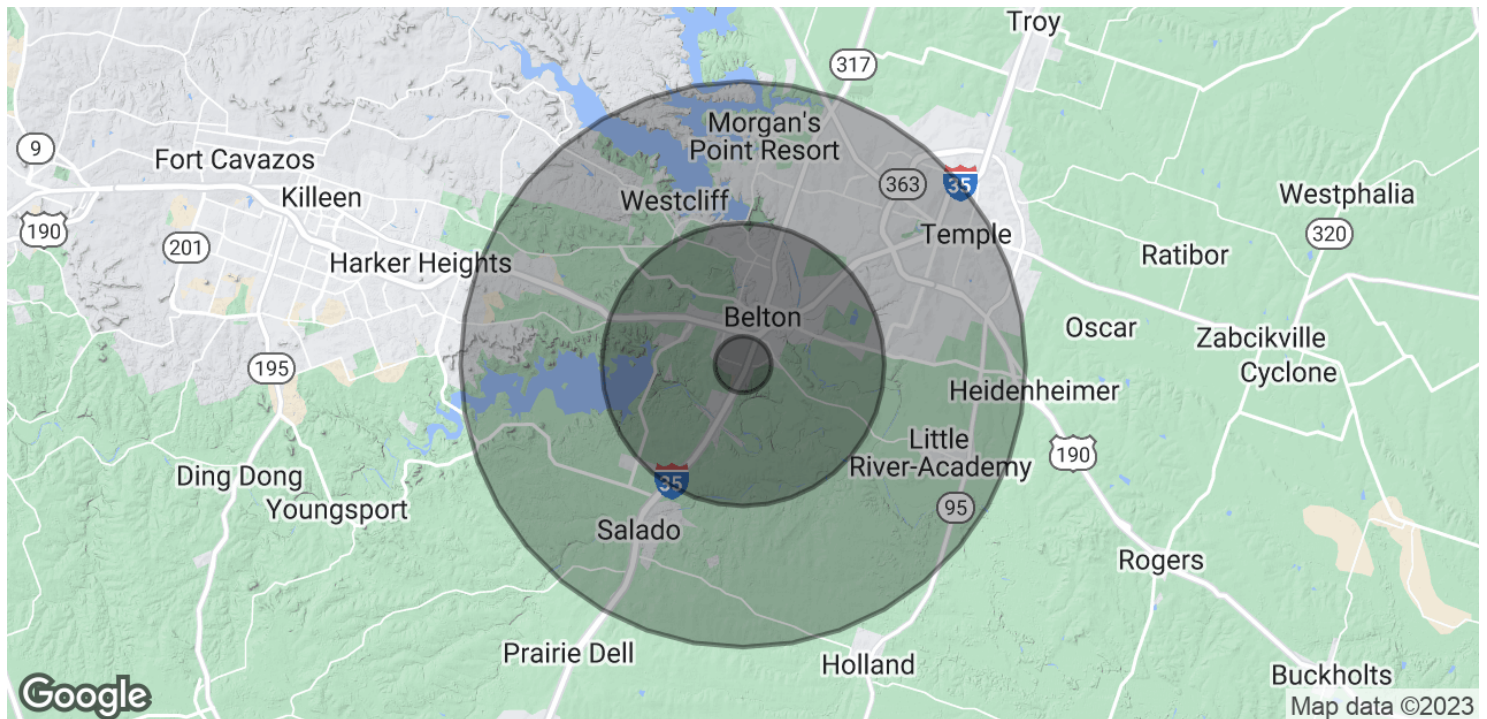 Troy
317
Morgan's
Point Resort
9
Fort Cavazos
363
35
Killeen
Westcliff
Westphalia
190
201
Temple
320
Harker Heights
Ratibor
Belton
Oscar
Zabcikville
195
Cyclone
Heidenheimer
Little
River-Academy
190
Ding Dong
35
Youngsport
95
Salado
Rogers
Prairie Dell
Holland
Buckholts
Google
Map data ©2023